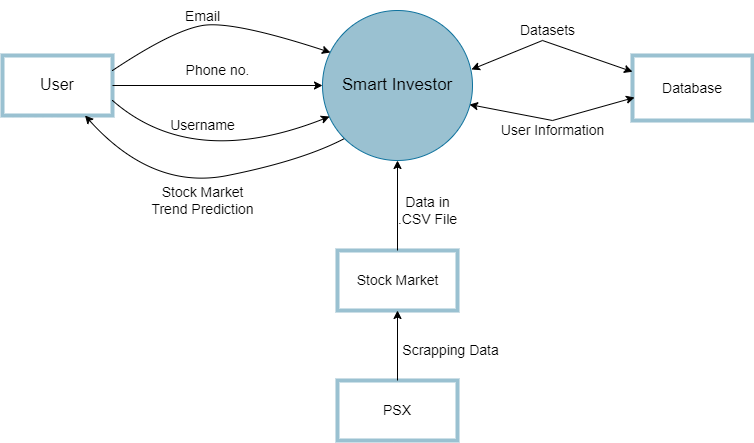 Email
Phone no.
Username
User
Smart Investor
Stock Market
Trend Prediction
Datasets
User Information
Database
Data in
.CSV File
Stock Market
Scrapping Data
PSX